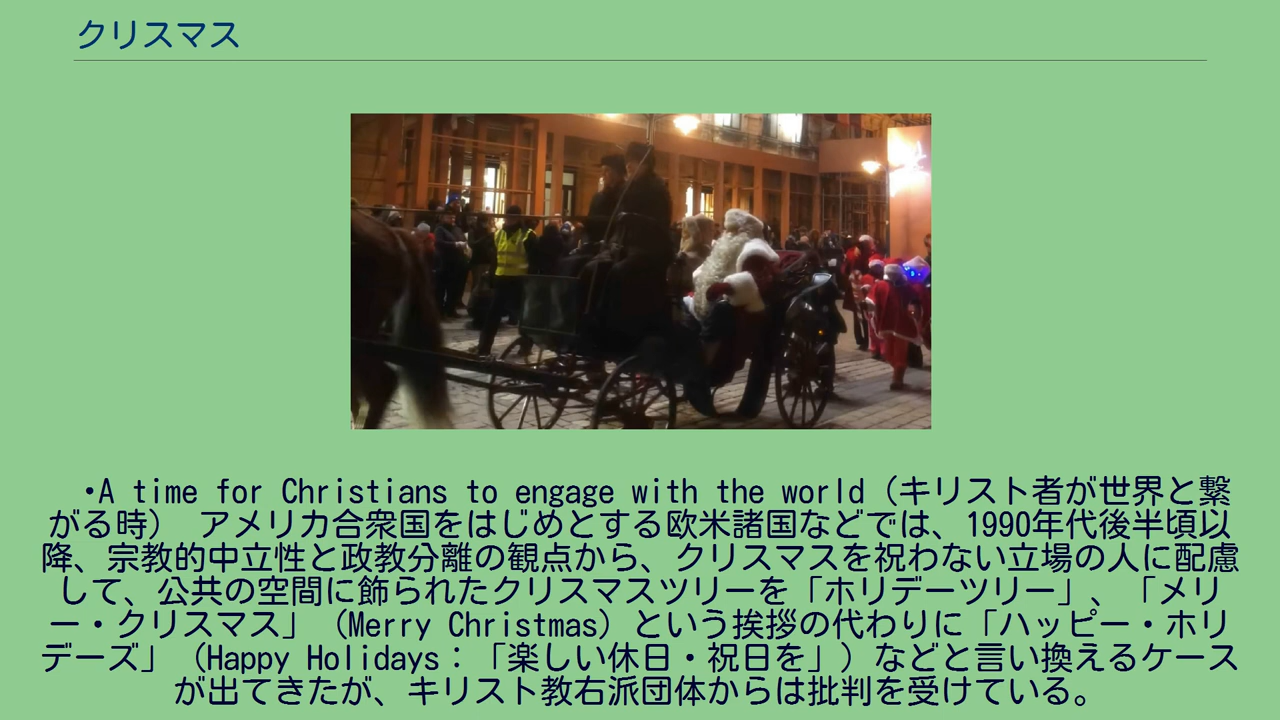 クリスマス
•A time for Christians to engage with the world（キリスト者が世界と繋
がる時） アメリカ合衆国をはじめとする欧米諸国などでは、1990年代後半頃以
降、宗教的中立性と政教分離の観点から、クリスマスを祝わない立場の人に配慮
して、公共の空間に飾られたクリスマスツリーを「ホリデーツリー」、「メリ
ー・クリスマス」（Merry Christmas）という挨拶の代わりに「ハッピー・ホリ
デーズ」（Happy Holidays：「楽しい休日・祝日を」）などと言い換えるケース
が出てきたが、キリスト教右派団体からは批判を受けている。